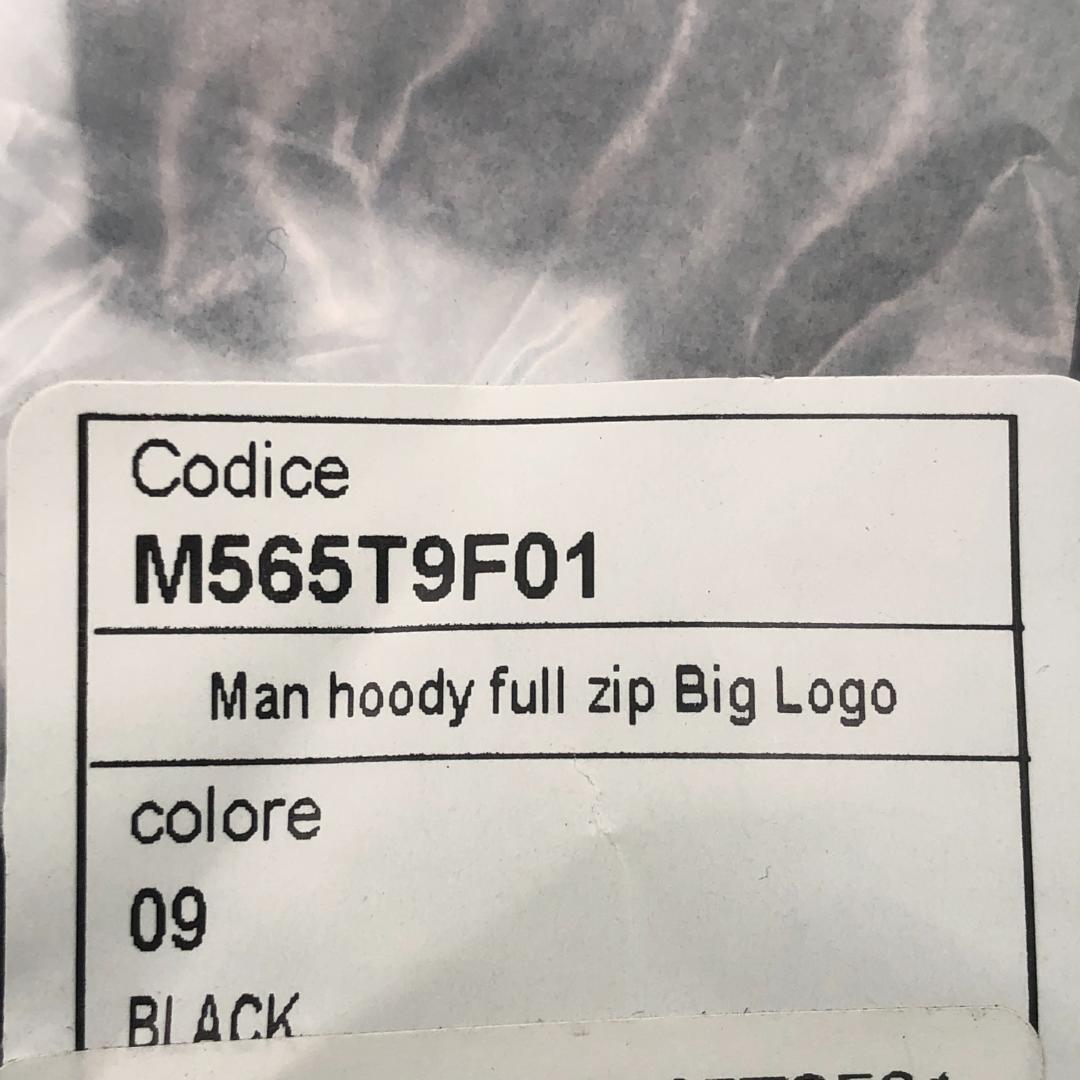 Codice
M565T9F01
Man hoody full zip Big Logo
colore
09
BLACK